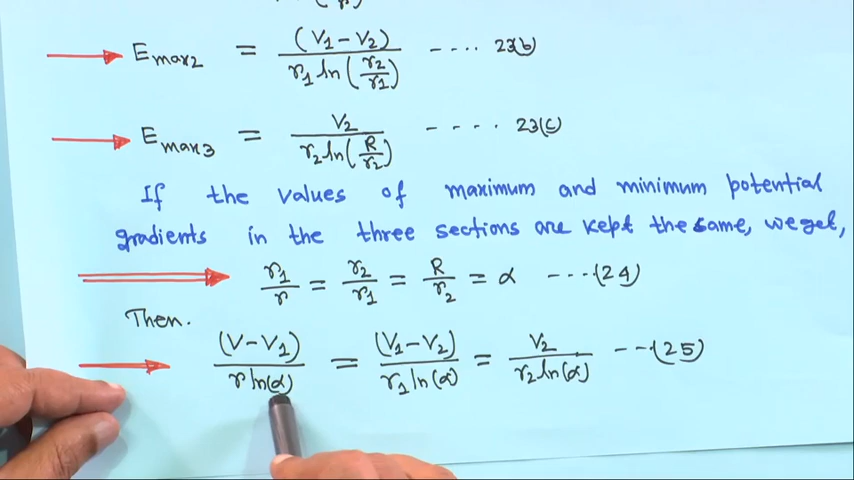 E_max2 = (V₁ − V₂) / r₁ ln(r₂/r₁) ---- 23(b)
E_max3 = V₂ / r₂ ln(R/r₂) ---- 23(c)
If the values of maximum and minimum potential
gradients in the three sections are kept the same, we get,
r₁/r = r₂/r₁ = R/r₂ = α ---(24)
Then.
(V − V₁) / r ln(α) = (V₁ − V₂) / r₁ ln(α) = V₂ / r₂ ln(α) ---(25)